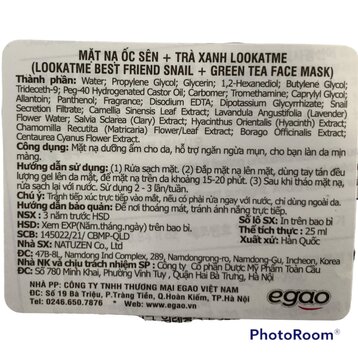 MẶT NẠ ỐC SÊN + TRÀ XANH LOOKATME
(LOOKATME BEST FRIEND SNAIL + GREEN TEA FACE MASK)
Thành phần: Water; Propylene Glycol; Glycerin; 1,2-Hexanediol; Butylene Glycol;
Trideceth-9; Peg-40 Hydrogenated Castor Oil; Carbomer; Tromethamine; Caprylyl Glycol
Allantoin; Panthenol; Fragrance; Disodium EDTA; Dipotassium Glycyrrhizate; Snail
Secretion Filtrate; Camellia Sinensis Leaf Extract; Lavandula Angustifolia (Lavender)
Flower Water; Salvia Sclarea (Clary) Extract; Hyacinthus Orientalis (Hyacinth) Extract;
Chamomilla Recutita (Matricaria) Flower/Leaf Extract; Borago Officinalis Extract;
Centaurea Cyanus Flower Extract.
Công dụng: Mặt nạ dưỡng ẩm cho da, hỗ trợ ngăn ngừa mụn, giảm nhờn cho da.
Hướng dẫn sử dụng: (1) Rửa sạch mặt. (2) Đắp mặt nạ lên mặt, dùng tay tán đều
lượng gel lên da mặt, để mặt nạ trên da khoảng 15-20 phút. (3) Sau khi tháo mặt nạ,
rửa sạch lại với nước. Sử dụng 2 - 3 lần/tuần.
Chú ý: Tránh tiếp xúc trực tiếp vào mắt, nếu có phải rửa ngay với nước, chỉ dùng ngoài da.
Hướng dẫn bảo quản: Để nơi thoáng mát, tránh ánh nắng trực tiếp.
NSX: 3 năm trước HSD
Số lô SX: In trên bao bì
HSD: Xem EXP(Năm.tháng.ngày) trên bao bì.
Thể tích: 25 ml
SCB: 145022/21/ CBMP-QLD
Xuất xứ: Hàn Quốc
Nhà SX: NATUZEN Co., Ltd
ĐC: 47B-8L, Namdong Ind Complex, 289, Namdongro-ro, Namdong-Gu, Incheon, Korea
Nhà NK và chịu trách nhiệm SP: Công ty Cổ phần Dược Mỹ Phẩm Toàn Cầu
ĐC: Số 780 Minh Khai, Phường Vĩnh Tuy, Quận Hai Bà Trưng, Hà Nội
NHÀ PP: CÔNG TY TNHH THƯƠNG MẠI EGAO VIỆT NAM
ĐC: Số 19 Bà Triệu, P.Tràng Tiền, Q.Hoàn Kiếm, TP.Hà Nội
Tel: 0246.650.7876
egao
PhotoRoom